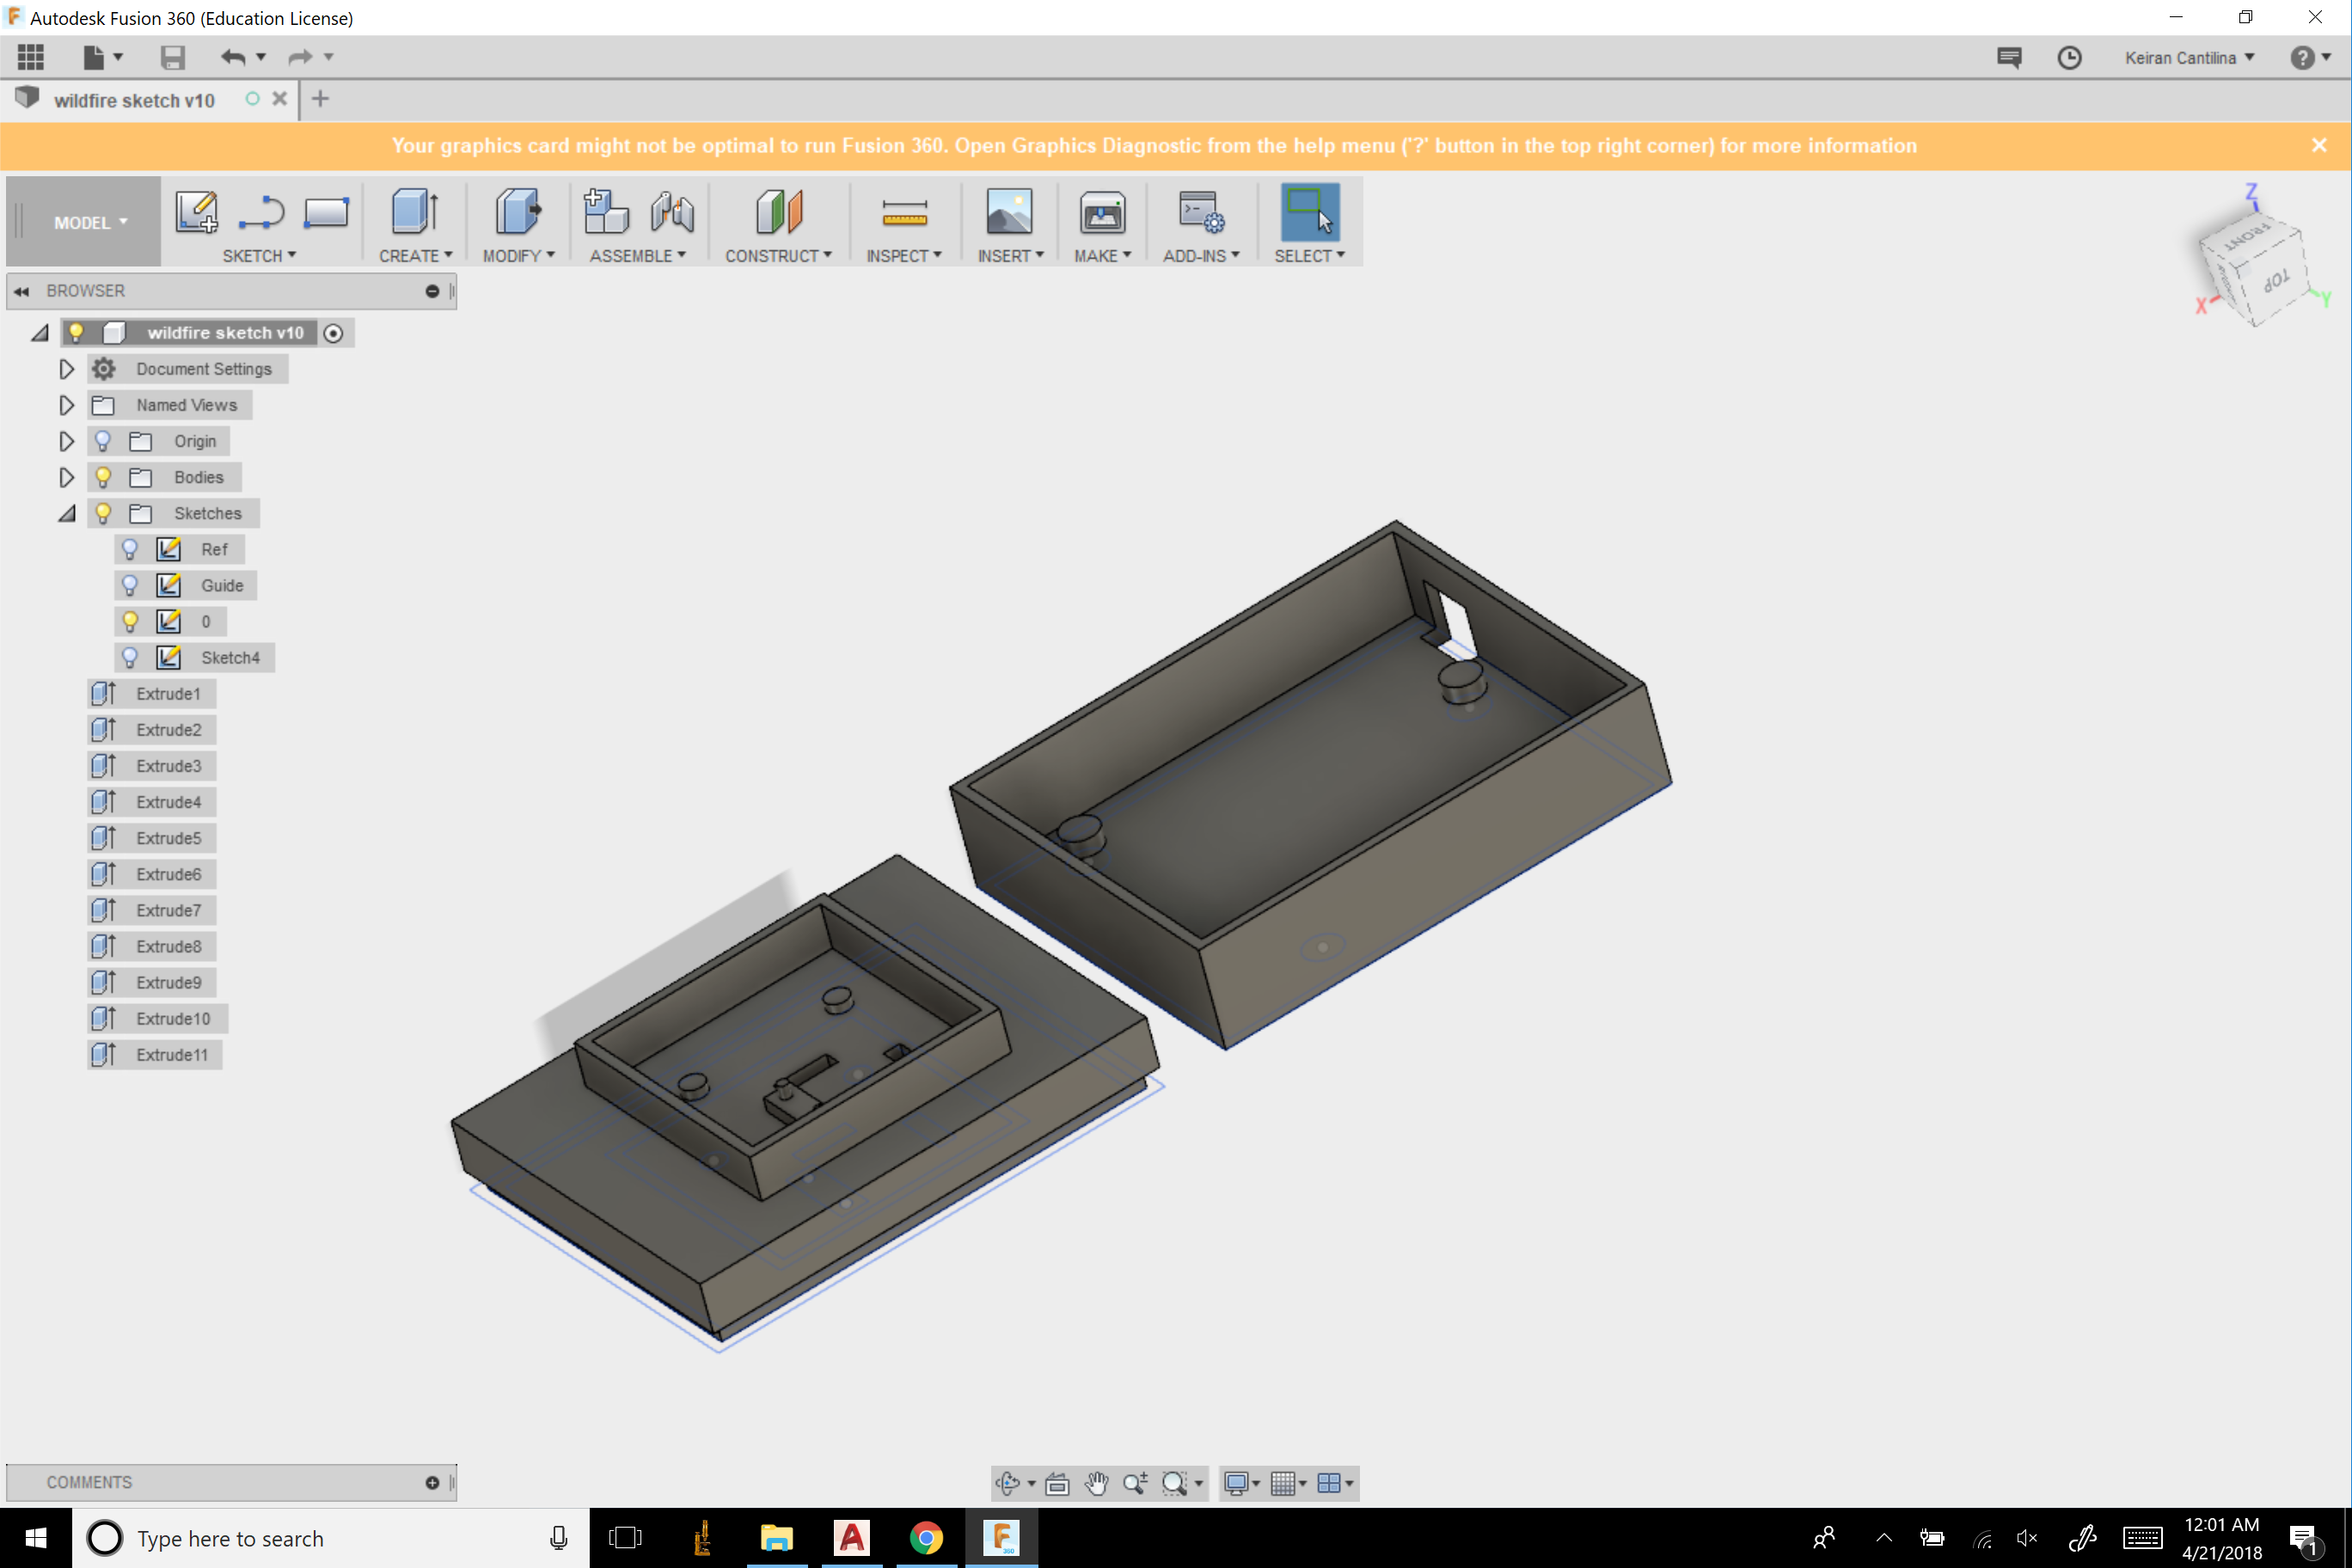 Autodesk Fusion 360 (Education License)
Keiran Cantilina
?
wildfire sketch v10
Your graphics card might not be optimal to run Fusion 360. Open Graphics Diagnostic from the help menu ('?' button in the top right corner) for more information
MODEL
SKETCH
CREATE
MODIFY
ASSEMBLE
CONSTRUCT
INSPECT
INSERT
MAKE
ADD-INS
SELECT
Z
FRONT
TOP
X
Y
BROWSER
wildfire sketch v10
Document Settings
Named Views
Origin
Bodies
Sketches
Ref
Guide
0
Sketch4
Extrude1
Extrude2
Extrude3
Extrude4
Extrude5
Extrude6
Extrude7
Extrude8
Extrude9
Extrude10
Extrude11
COMMENTS
Type here to search
A
F
360
12:01 AM
4/21/2018
1